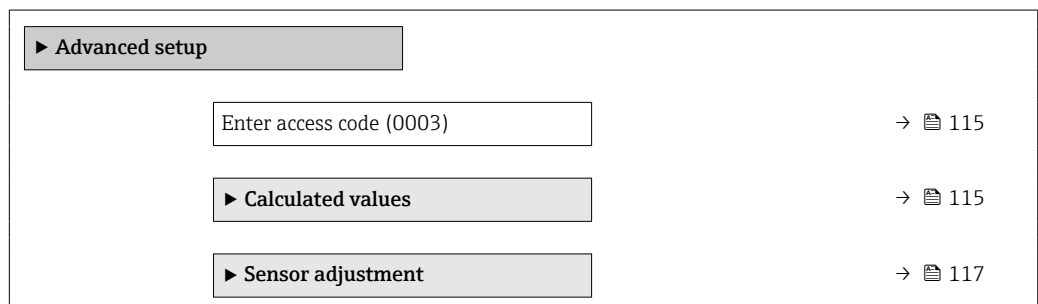 ▶ Advanced setup
Enter access code (0003) → 115
▶ Calculated values → 115
▶ Sensor adjustment → 117